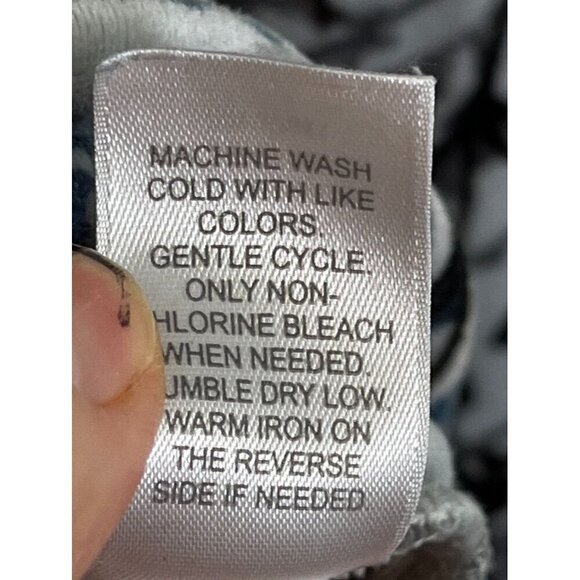 MACHINE WASH
COLD WITH LIKE
COLORS.
GENTLE CYCLE.
ONLY NON-
HLORINE BLEACH
WHEN NEEDED.
UMBLE DRY LOW.
WARM IRON ON
THE REVERSE
SIDE IF NEEDED